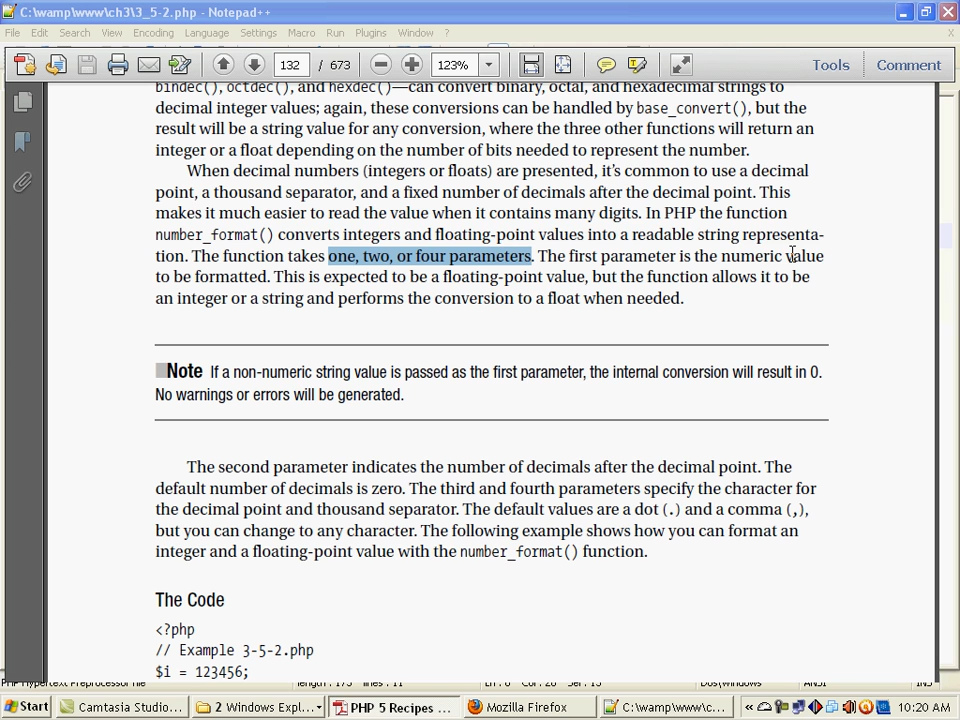 C:\wamp\www\ch3\3_5-2.php - Notepad++
File Edit Search View Encoding Language Settings Macro Run Plugins Window ?
132 / 673 123% Tools Comment
bindec(), octdec(), and hexdec()—can convert binary, octal, and hexadecimal strings to
decimal integer values; again, these conversions can be handled by base_convert(), but the
result will be a string value for any conversion, where the three other functions will return an
integer or a float depending on the number of bits needed to represent the number.
When decimal numbers (integers or floats) are presented, it's common to use a decimal
point, a thousand separator, and a fixed number of decimals after the decimal point. This
makes it much easier to read the value when it contains many digits. In PHP the function
number_format() converts integers and floating-point values into a readable string representa-
tion. The function takes one, two, or four parameters. The first parameter is the numeric value
to be formatted. This is expected to be a floating-point value, but the function allows it to be
an integer or a string and performs the conversion to a float when needed.
Note If a non-numeric string value is passed as the first parameter, the internal conversion will result in 0.
No warnings or errors will be generated.
The second parameter indicates the number of decimals after the decimal point. The
default number of decimals is zero. The third and fourth parameters specify the character for
the decimal point and thousand separator. The default values are a dot (.) and a comma (,),
but you can change to any character. The following example shows how you can format an
integer and a floating-point value with the number_format() function.
The Code
<?php
// Example 3-5-2.php
$i = 123456;
Start Camtasia Studio... 2 Windows Expl... PHP 5 Recipes ... Mozilla Firefox C:\wamp\www\c... 10:20 AM